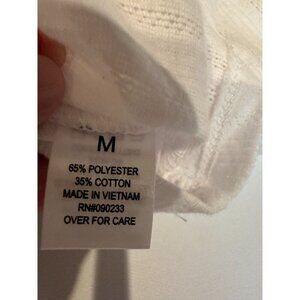 M
65% POLYESTER
35% COTTON
MADE IN VIETNAM
RN#090233
OVER FOR CARE